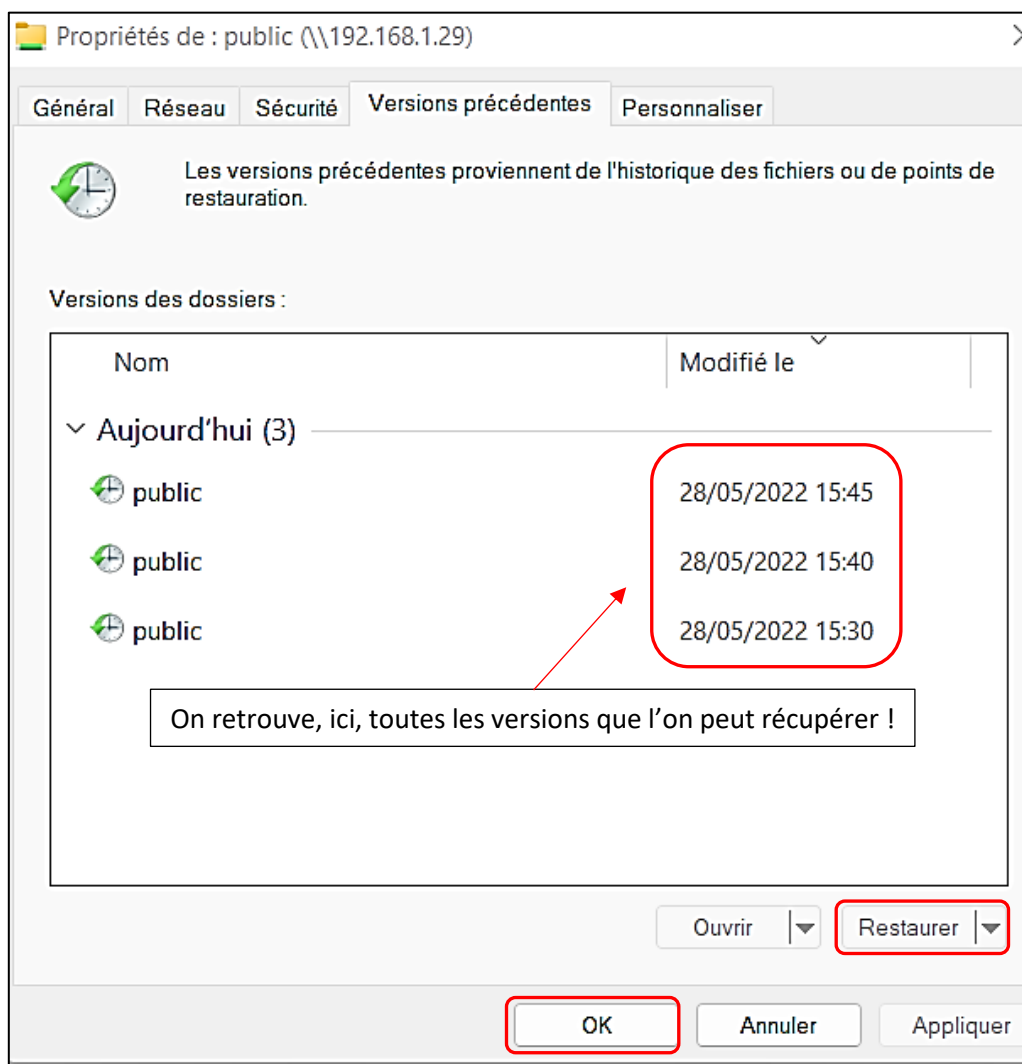 Propriétés de : public (\\192.168.1.29)
Général Réseau Sécurité Versions précédentes Personnaliser
Les versions précédentes proviennent de l'historique des fichiers ou de points de
restauration.
Versions des dossiers :
Nom Modifié le
Aujourd'hui (3)
public 28/05/2022 15:45
public 28/05/2022 15:40
public 28/05/2022 15:30
On retrouve, ici, toutes les versions que l’on peut récupérer !
Ouvrir Restaurer
OK Annuler Appliquer